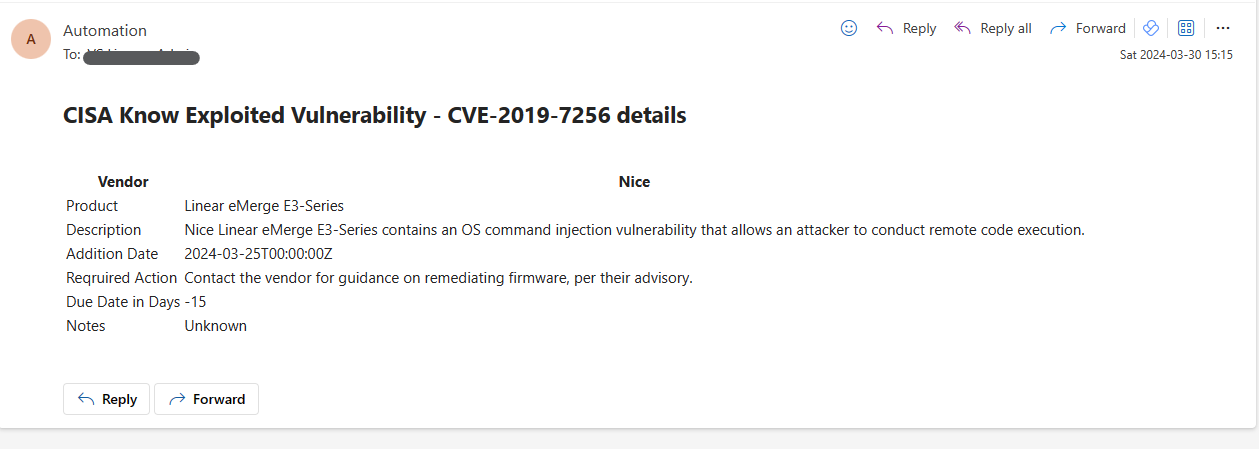 A
Automation
Reply
Reply all
Forward
To:
Sat 2024-03-30 15:15
CISA Know Exploited Vulnerability - CVE-2019-7256 details
Vendor Nice
Product Linear eMerge E3-Series
Description Nice Linear eMerge E3-Series contains an OS command injection vulnerability that allows an attacker to conduct remote code execution.
Addition Date 2024-03-25T00:00:00Z
Reqruired Action Contact the vendor for guidance on remediating firmware, per their advisory.
Due Date in Days -15
Notes Unknown
Reply
Forward